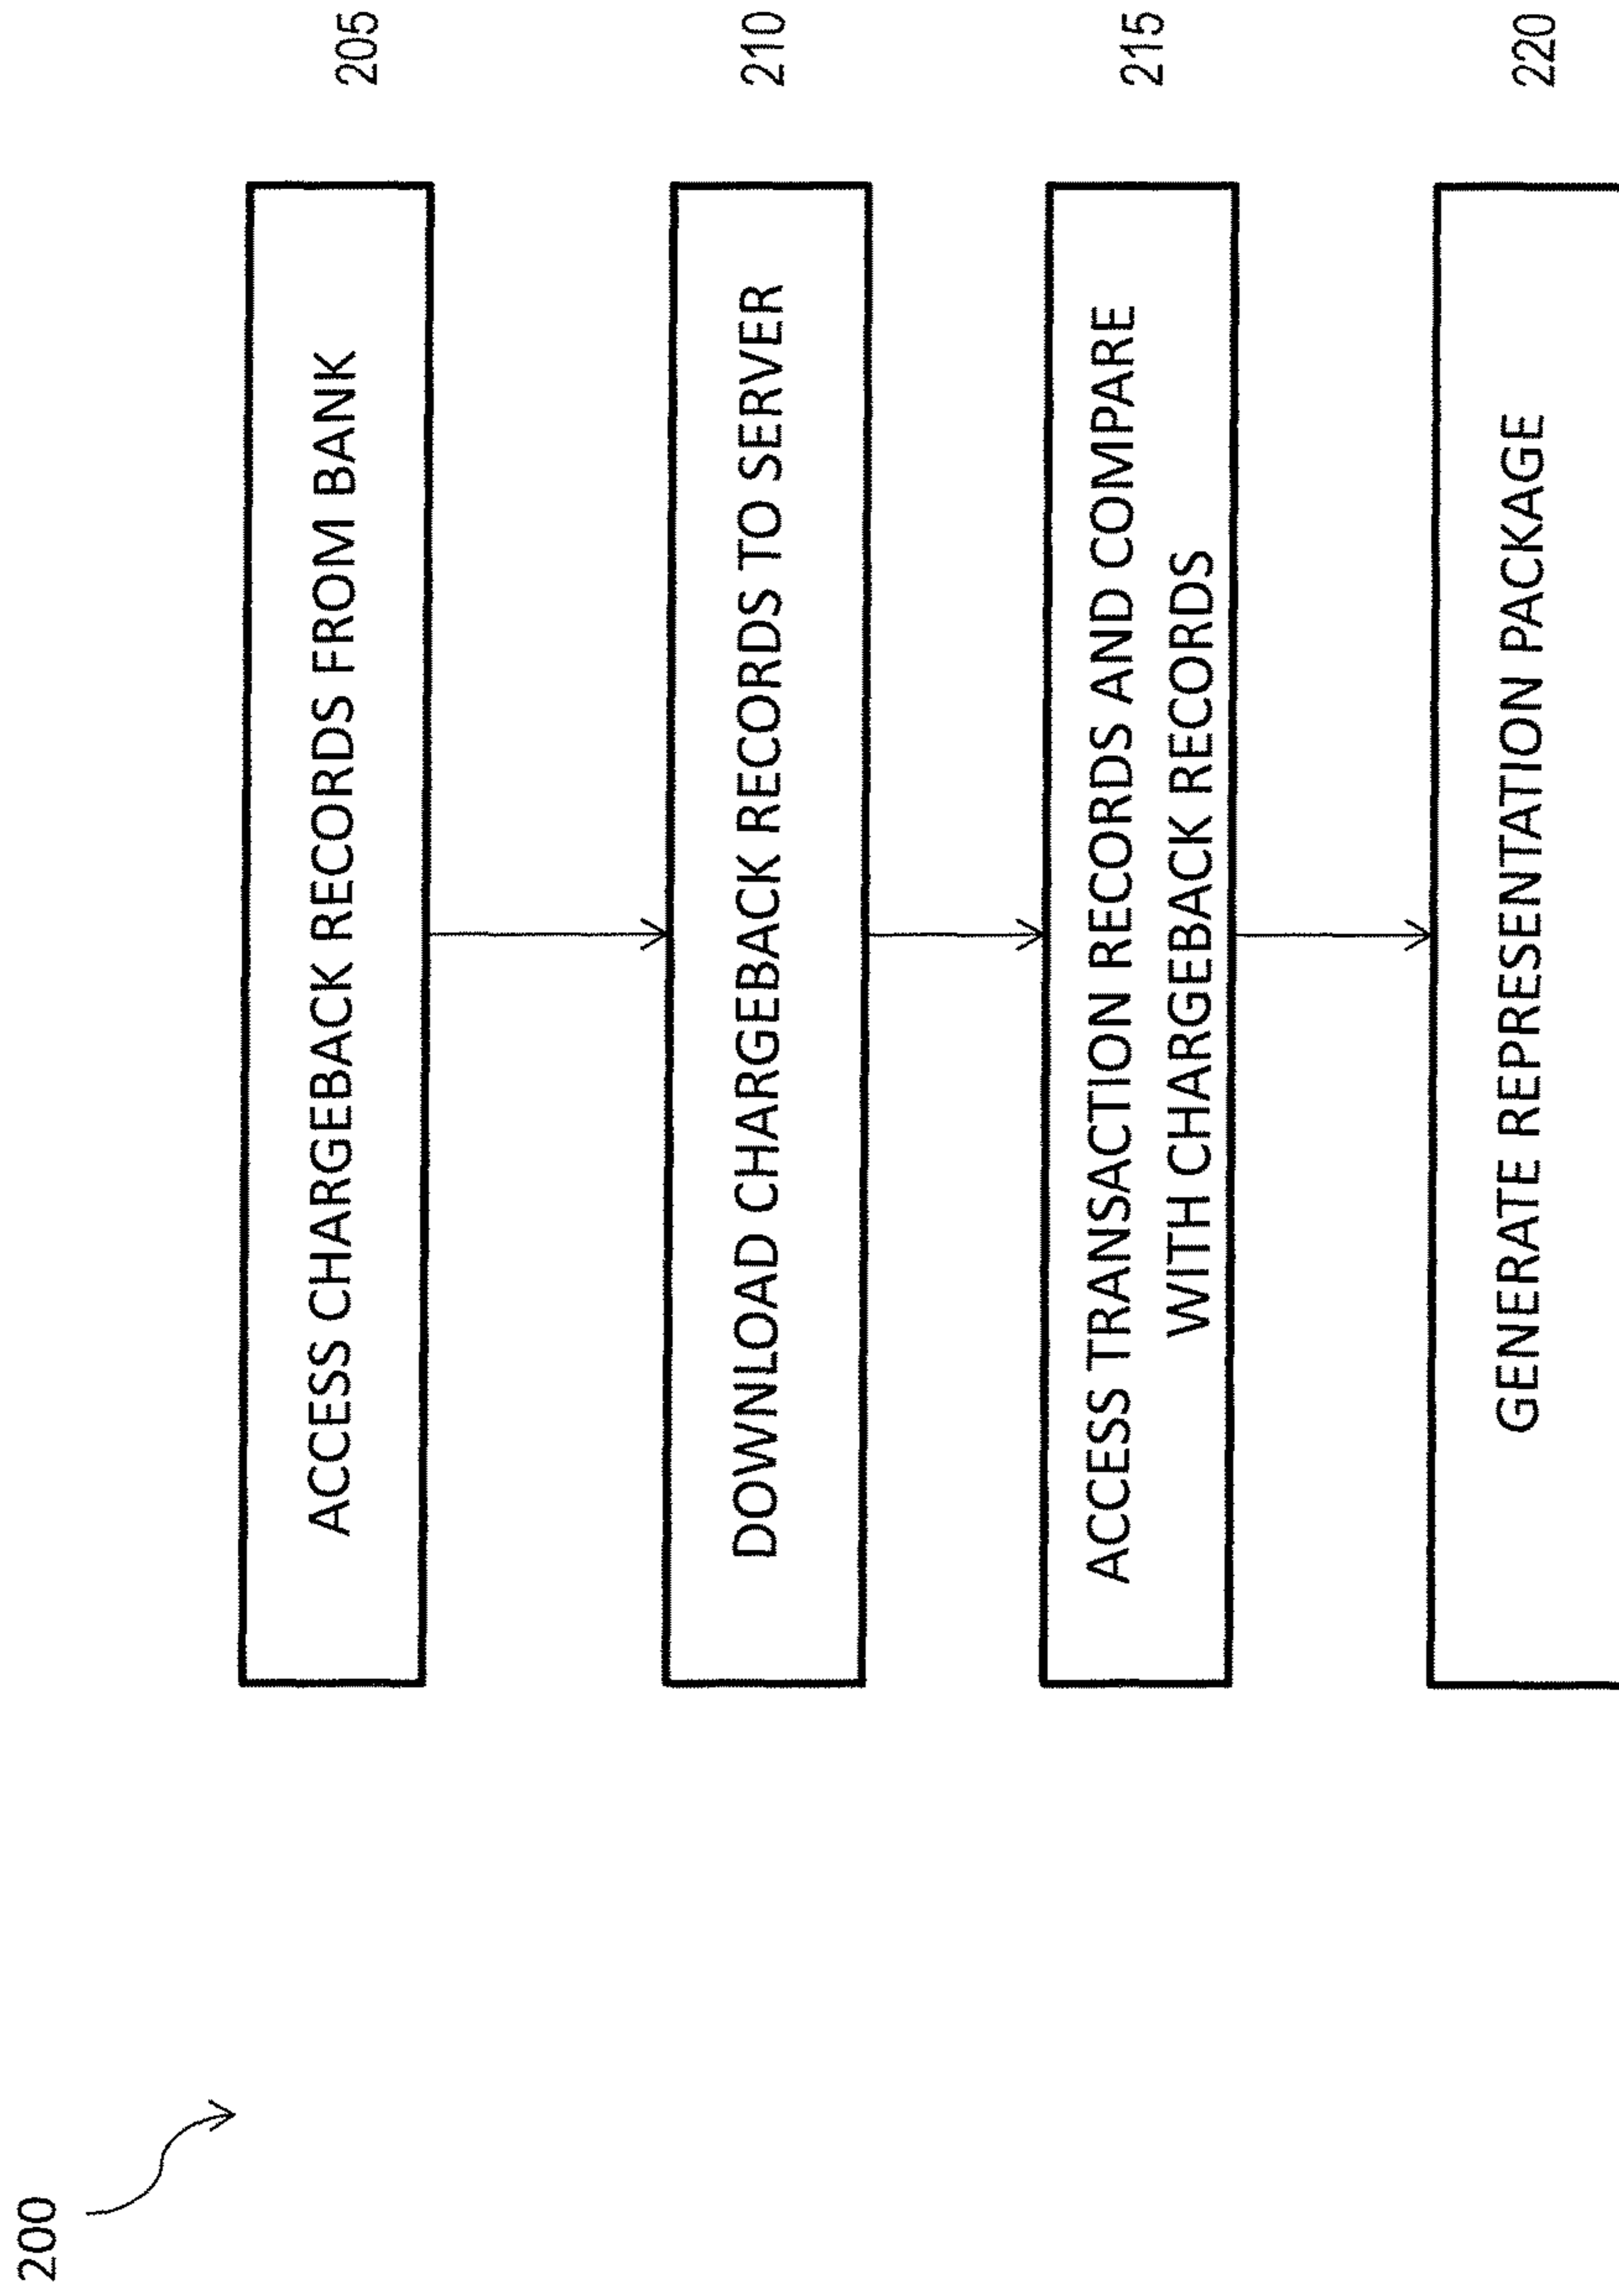 200
ACCESS CHARGEBACK RECORDS FROM BANK
205
DOWNLOAD CHARGEBACK RECORDS TO SERVER
210
ACCESS TRANSACTION RECORDS AND COMPARE
WITH CHARGEBACK RECORDS
215
GENERATE REPRESENTATION PACKAGE
220